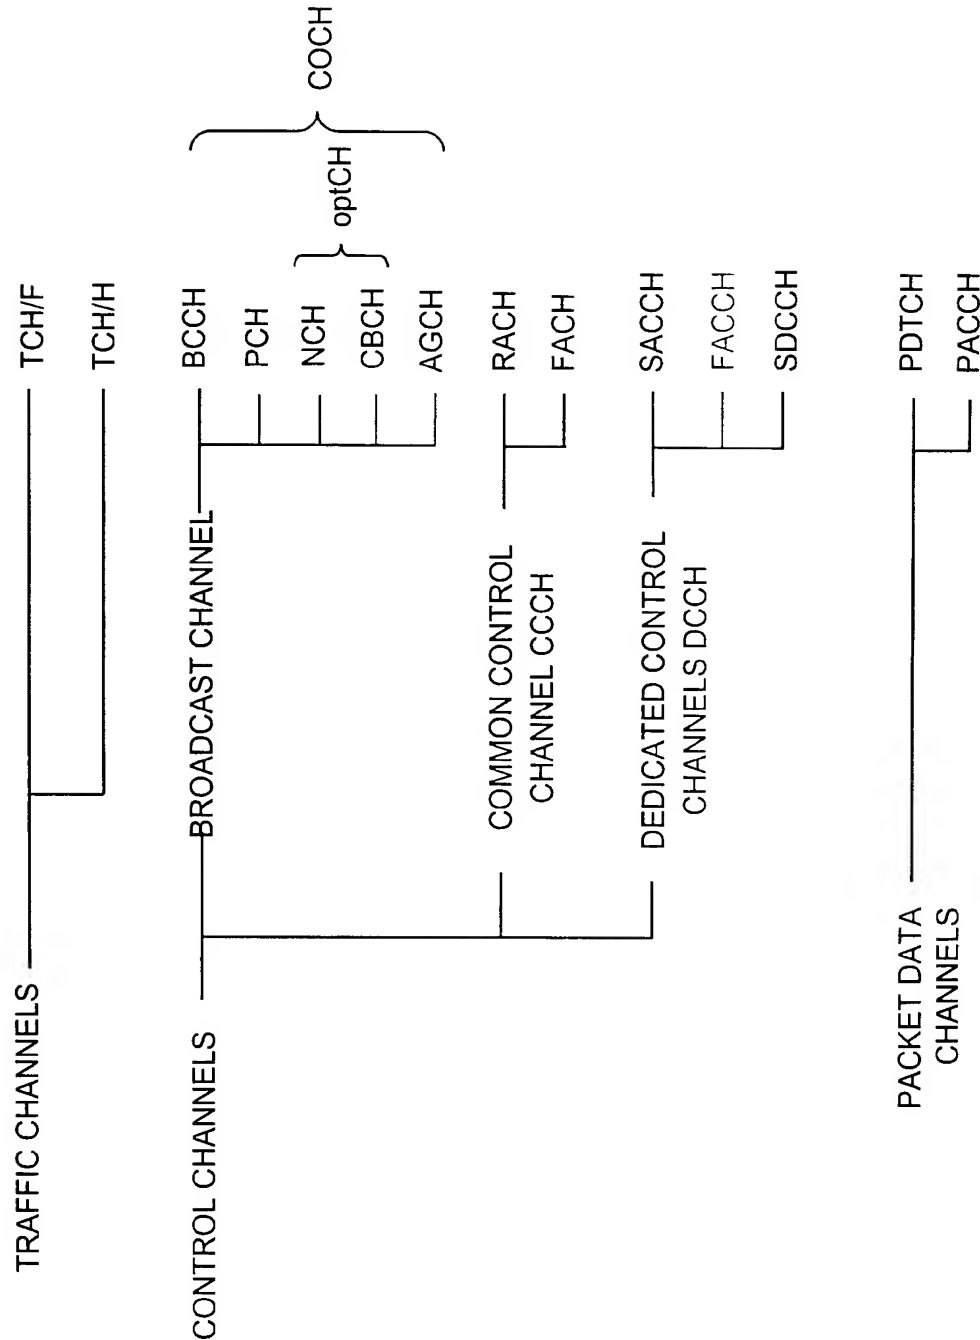 TRAFFIC CHANNELS
TCH/F
TCH/H
CONTROL CHANNELS
BROADCAST CHANNEL
BCCH
PCH
NCH
CBCH
AGCH
optCH
COCH
COMMON CONTROL
CHANNEL CCCH
RACH
FACH
DEDICATED CONTROL
CHANNELS DCCH
SACCH
FACCH
SDCCH
PACKET DATA
CHANNELS
PDTCH
PACCH